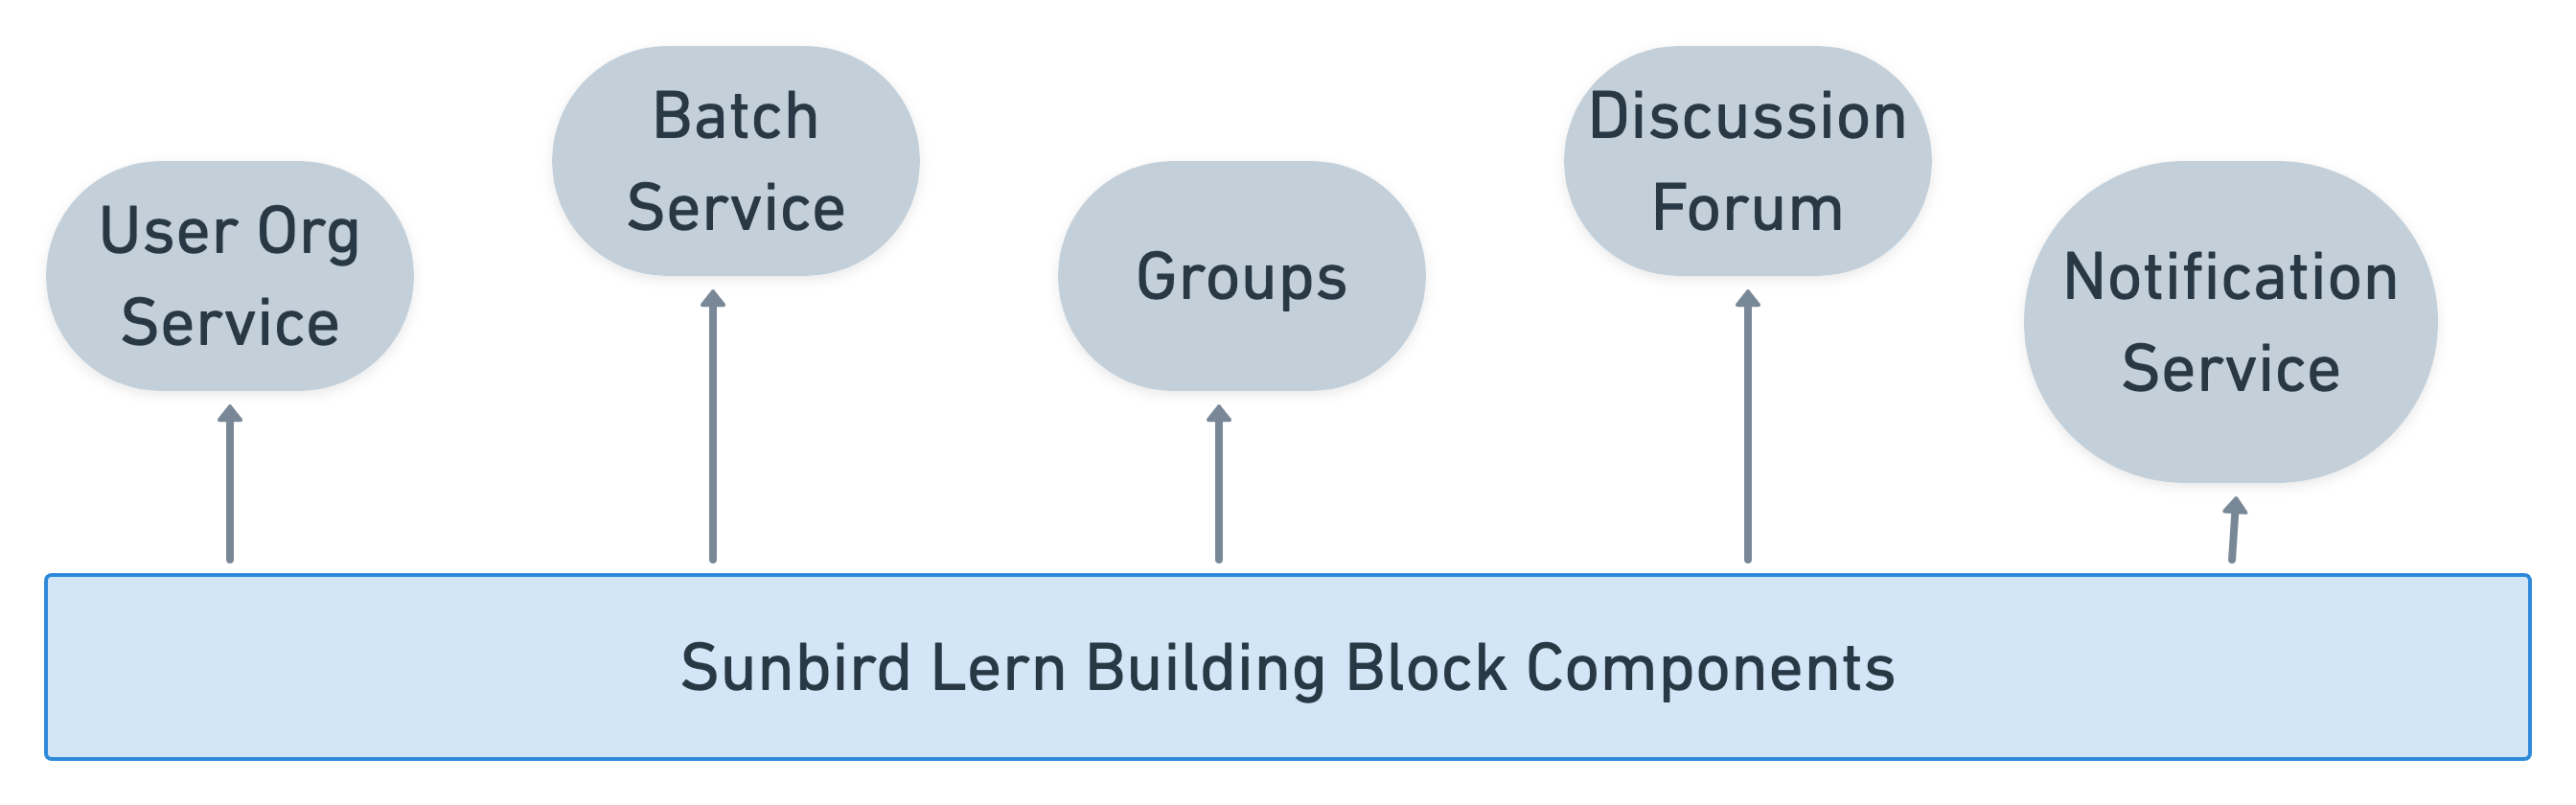 User Org
Service
Batch
Service
Groups
Discussion
Forum
Notification
Service
Sunbird Lern Building Block Components